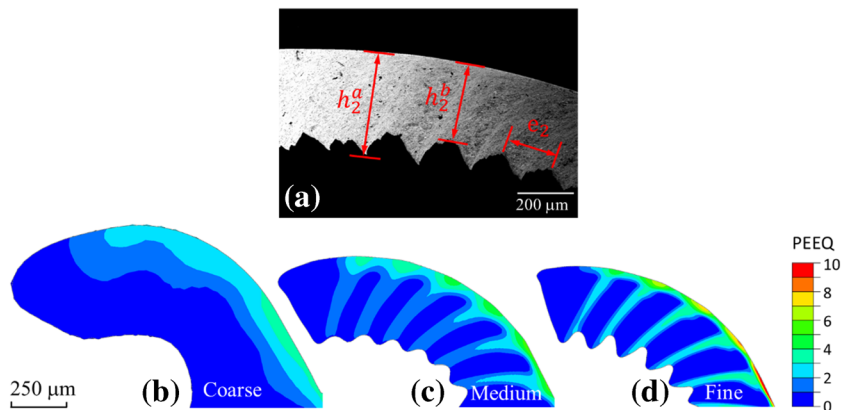 h₂ᵃ
h₂ᵇ
e₂
(a)
200 μm
PEEQ
10
8
6
4
2
0
250 μm
(b)
Coarse
(c)
Medium
(d)
Fine